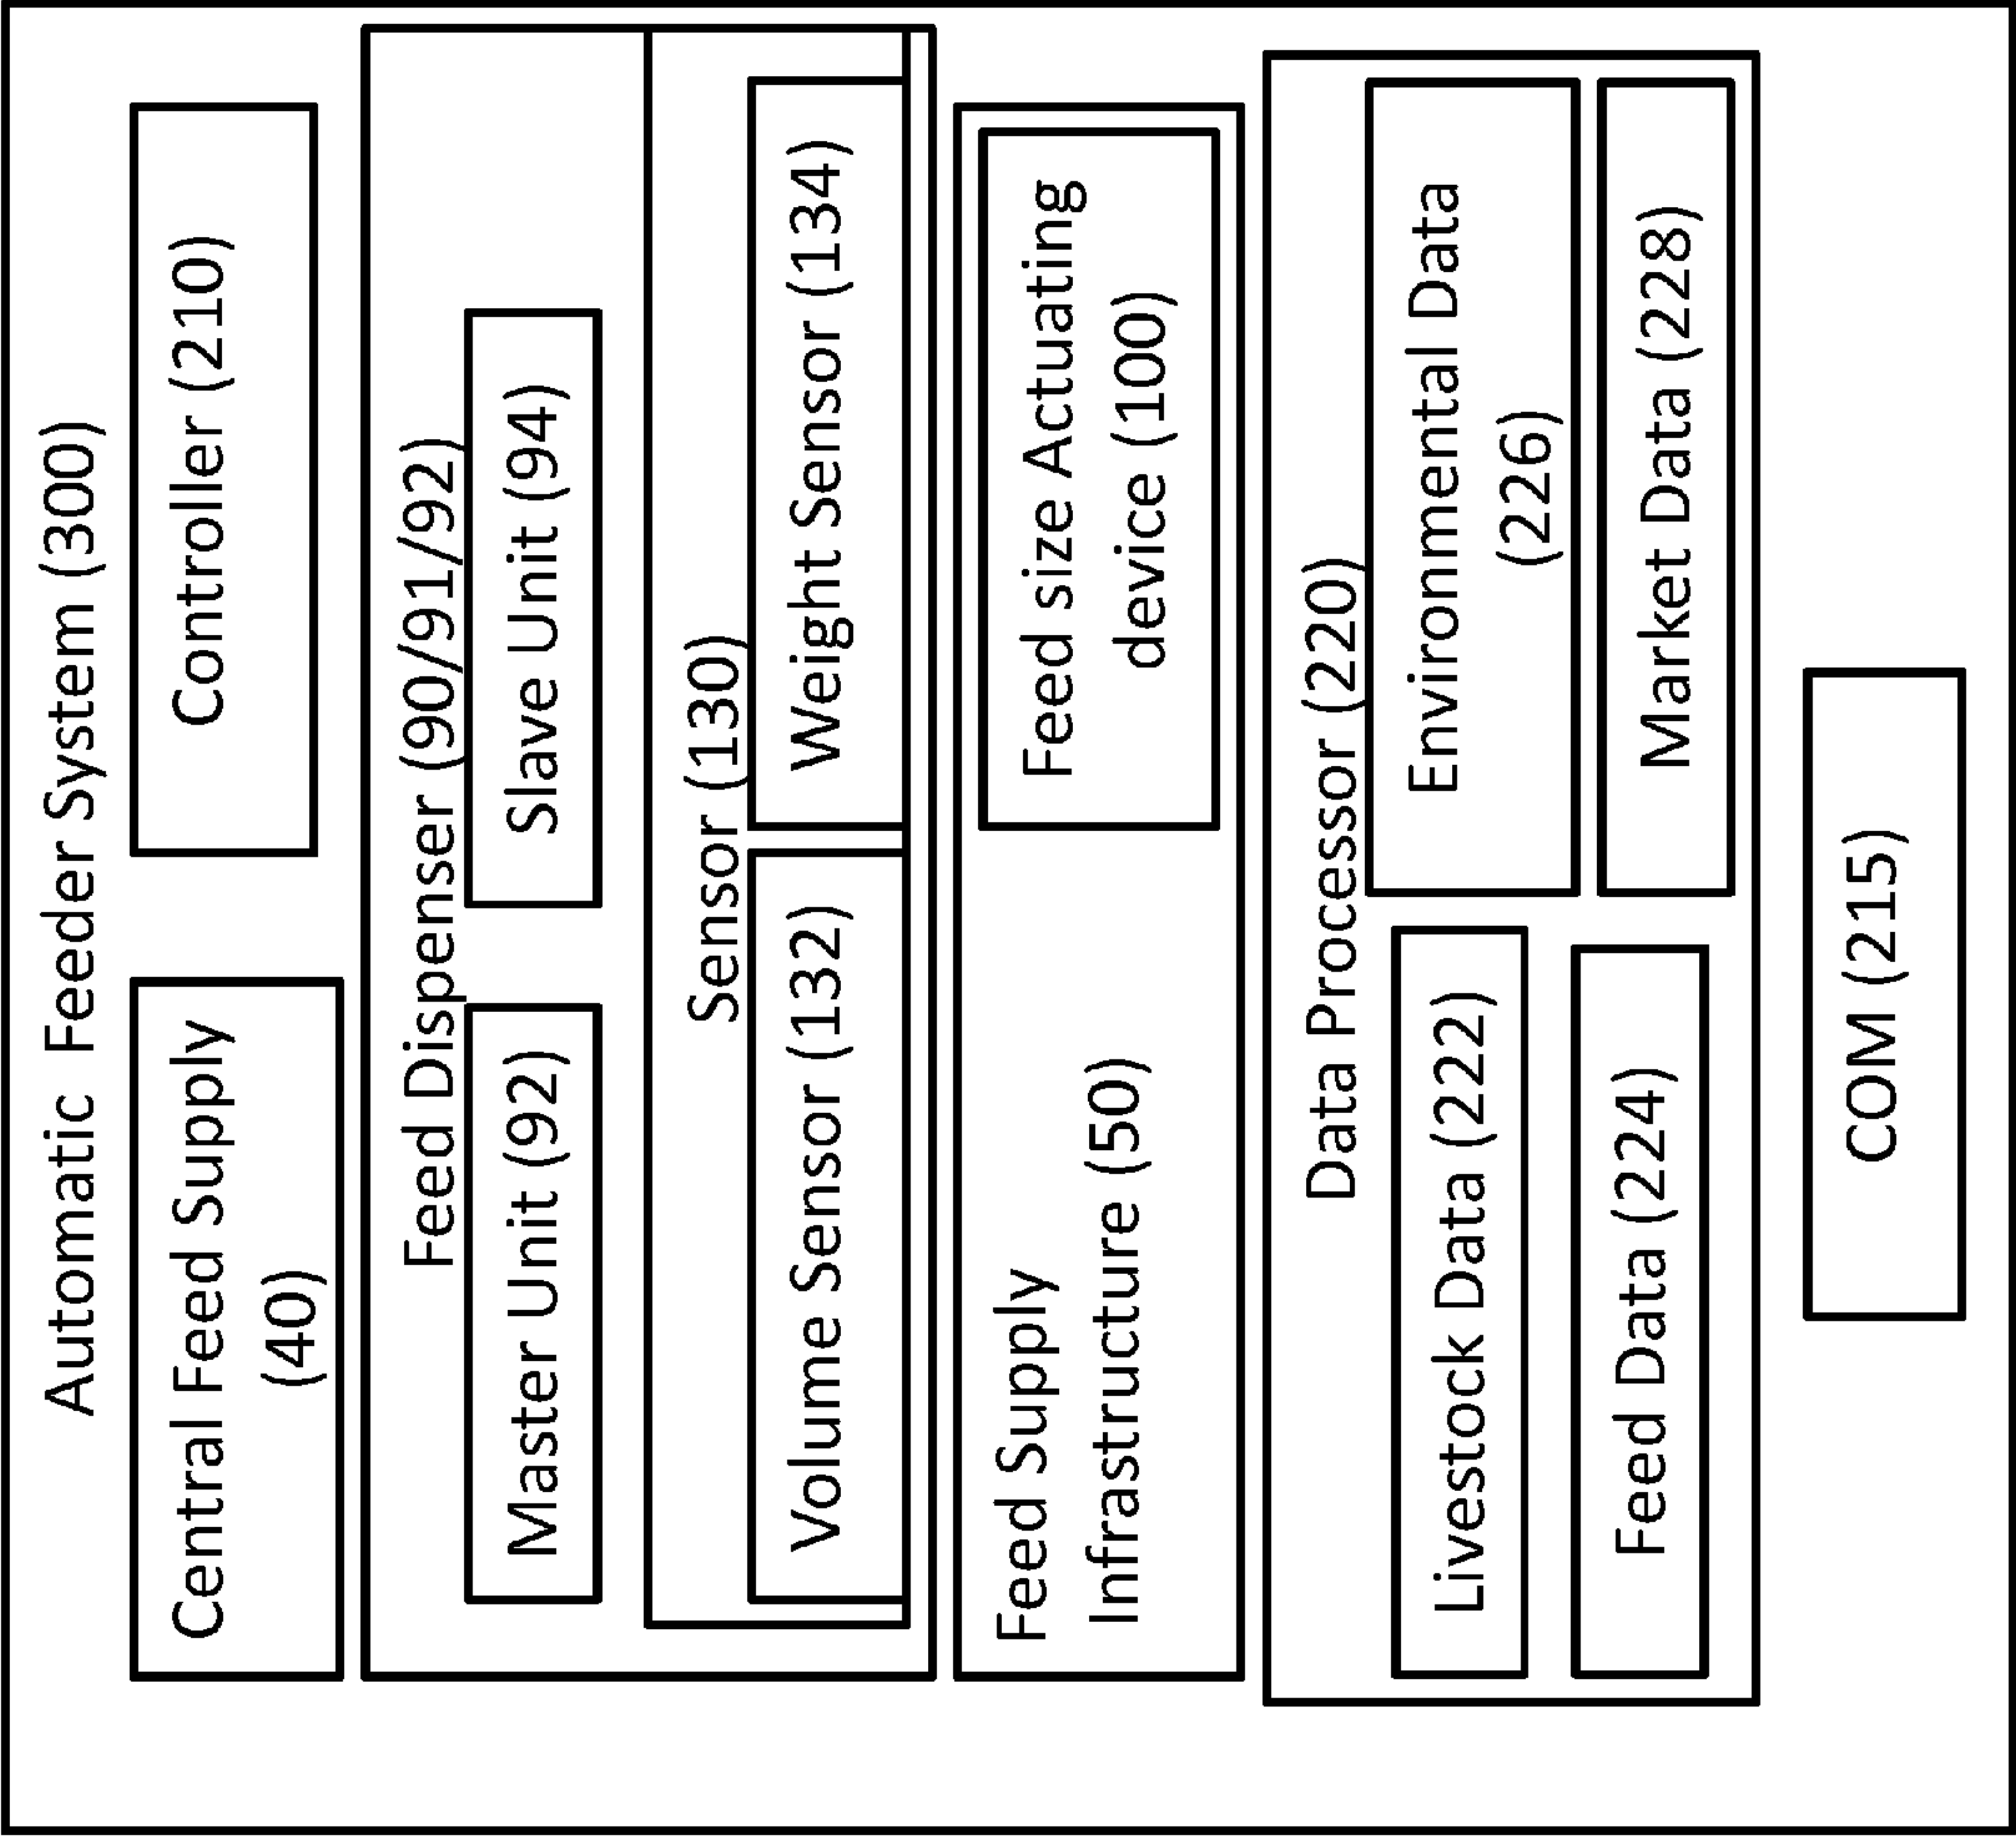 Automatic Feeder System (300)
Central Feed Supply
(40)
Controller (210)
Feed Dispenser (90/91/92)
Master Unit (92)
Slave Unit (94)
Sensor (130)
Volume Sensor (132)
Weight Sensor (134)
Feed Supply
Infrastructure (50)
Feed size Actuating
device (100)
Data Processor (220)
Livestock Data (222)
Environmental Data
(226)
Feed Data (224)
Market Data (228)
COM (215)